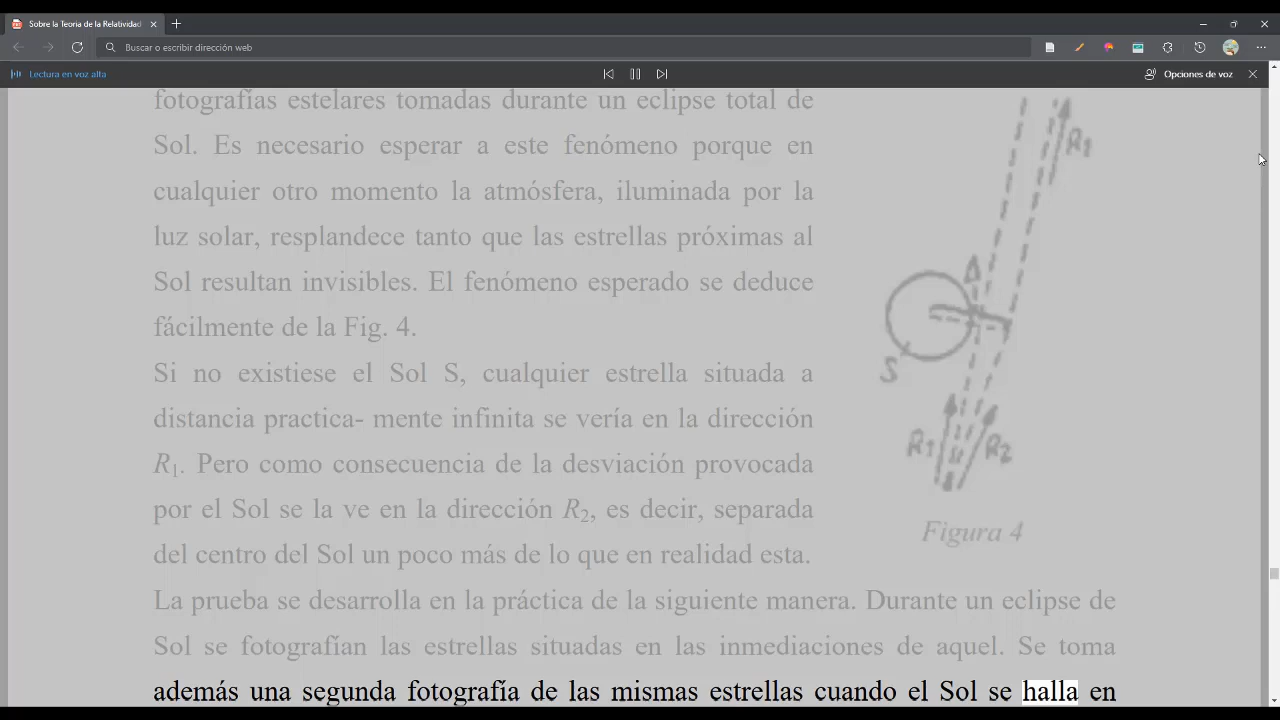 Sobre la Teoria de la Relatividad
Buscar o escribir dirección web
Lectura en voz alta
Opciones de voz
fotografías estelares tomadas durante un eclipse total de
Sol. Es necesario esperar a este fenómeno porque en
cualquier otro momento la atmósfera, iluminada por la
luz solar, resplandece tanto que las estrellas próximas al
Sol resultan invisibles. El fenómeno esperado se deduce
fácilmente de la Fig. 4.
Si no existiese el Sol S, cualquier estrella situada a
distancia practica- mente infinita se vería en la dirección
R1. Pero como consecuencia de la desviación provocada
por el Sol se la ve en la dirección R2, es decir, separada
del centro del Sol un poco más de lo que en realidad esta.
R1
S
R1
R2
Figura 4
La prueba se desarrolla en la práctica de la siguiente manera. Durante un eclipse de
Sol se fotografían las estrellas situadas en las inmediaciones de aquel. Se toma
además una segunda fotografía de las mismas estrellas cuando el Sol se halla en